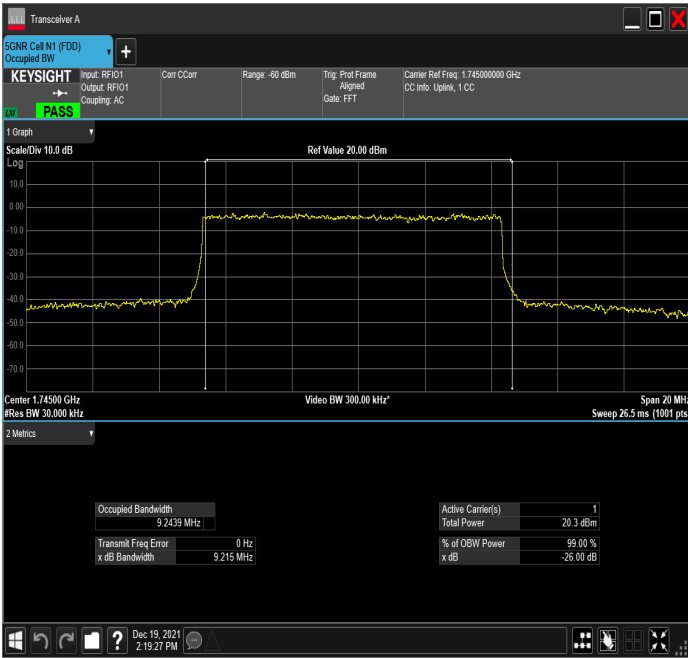 Transceiver A
5GNR Cell N1 (FDD)
Occupied BW
+
KEYSIGHT
PASS
Input: RFIO1
Output: RFIO1
Coupling: AC
Corr CCorr
Range: -60 dBm
Trig: Prot Frame
Aligned
Gate: FFT
Carrier Ref Freq: 1.745000000 GHz
CC Info: Uplink, 1 CC
1 Graph
Scale/Div 10.0 dB
Ref Value 20.00 dBm
Log
10.0
0.00
-10.0
-20.0
-30.0
-40.0
-50.0
-60.0
-70.0
Center 1.74500 GHz
Video BW 300.00 kHz*
Span 20 MHz
#Res BW 30.000 kHz
Sweep 26.5 ms (1001 pts
2 Metrics
Occupied Bandwidth
9.2439 MHz
Transmit Freq Error 0 Hz
x dB Bandwidth 9.215 MHz
Active Carrier(s) 1
Total Power 20.3 dBm
% of OBW Power 99.00 %
x dB -26.00 dB
?
Dec 19, 2021
2:19:27 PM